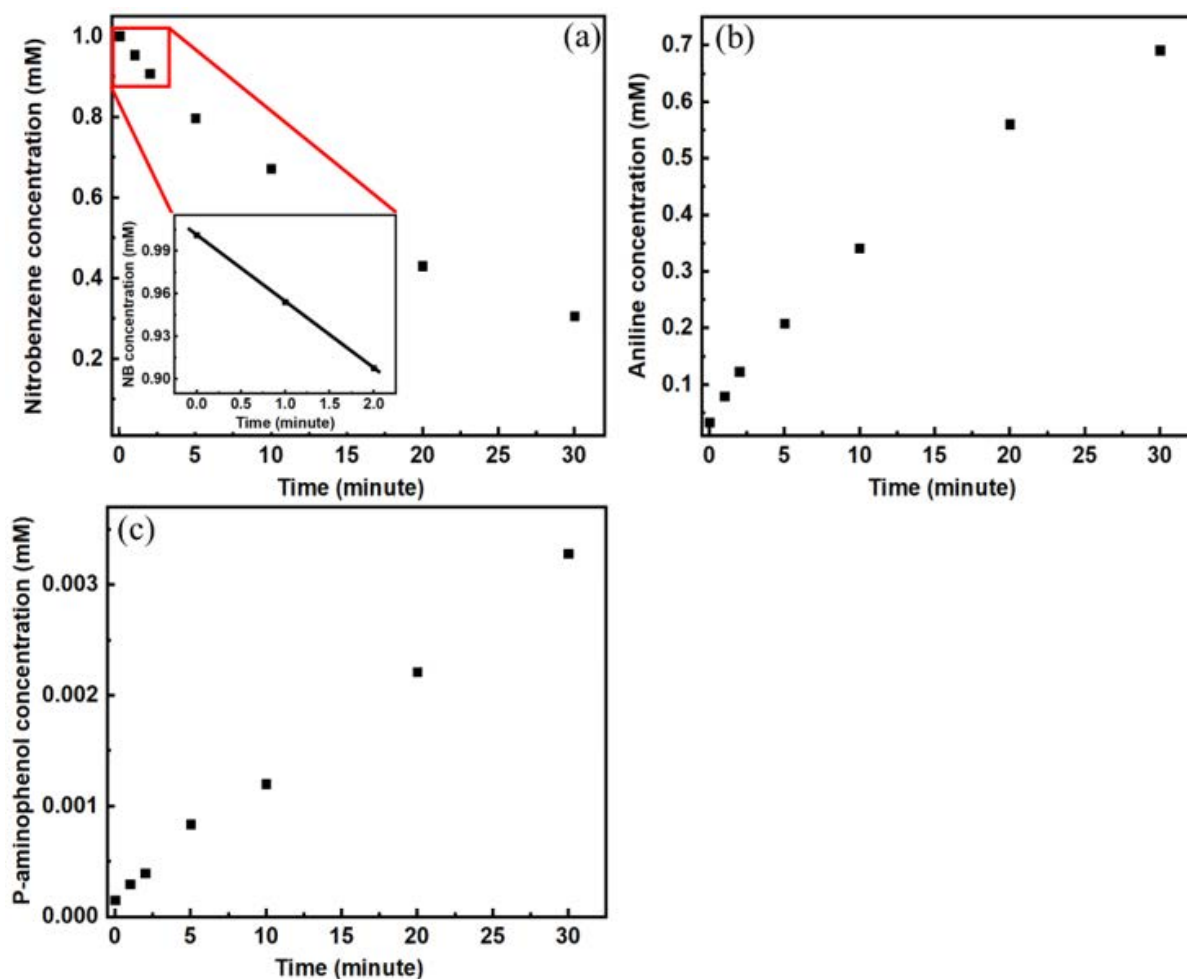 (a)
Nitrobenzene concentration (mM)
1.0
0.8
0.6
0.4
0.2
0 5 10 15 20 25 30
Time (minute)
NB concentration (mM)
0.99
0.96
0.93
0.90
0.0 0.5 1.0 1.5 2.0
Time (minute)
(b)
Aniline concentration (mM)
0.7
0.6
0.5
0.4
0.3
0.2
0.1
0 5 10 15 20 25 30
Time (minute)
(c)
P-aminophenol concentration (mM)
0.003
0.002
0.001
0.000
0 5 10 15 20 25 30
Time (minute)